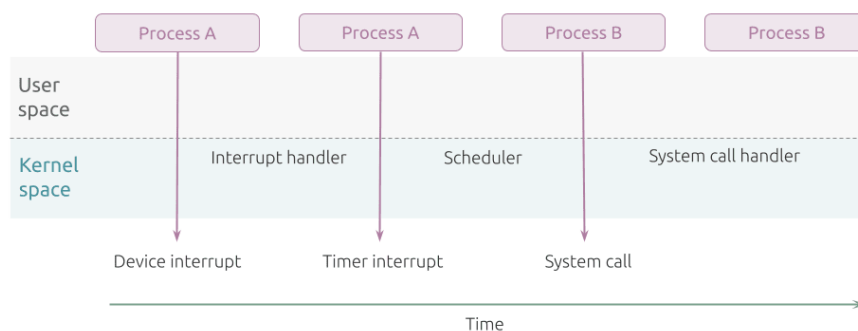 Process A
Process A
Process B
Process B
User
space
Kernel
space
Interrupt handler
Scheduler
System call handler
Device interrupt
Timer interrupt
System call
Time